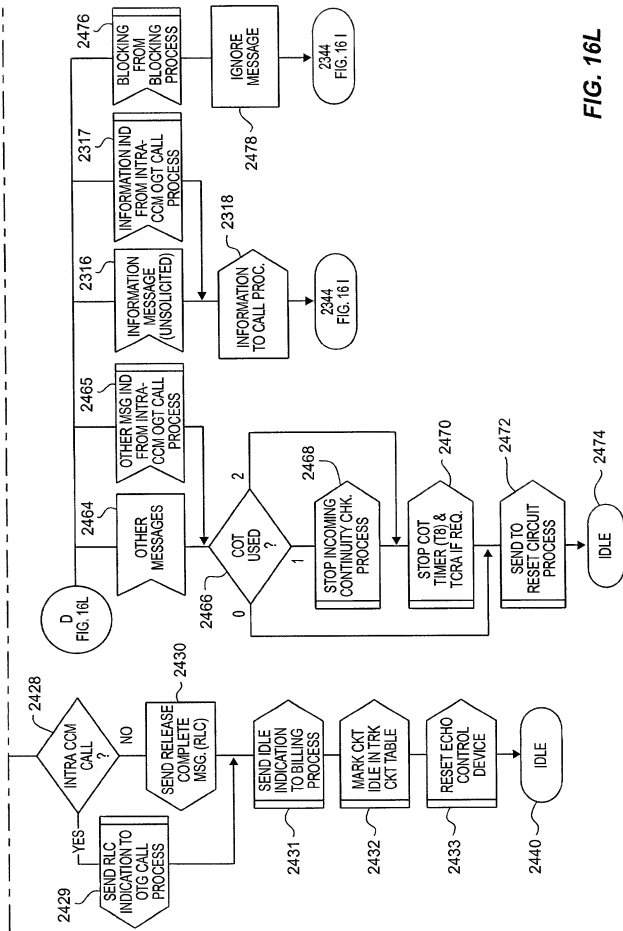 2428
INTRA CCM
CALL
?
YES
NO
2429
SEND RLC
INDICATION TO
OTG CALL
PROCESS
2430
SEND RELEASE
COMPLETE
MSG. (RLC)
2431
SEND IDLE
INDICATION
TO BILLING
PROCESS
2432
MARK CKT
IDLE IN TRK
CKT TABLE
2433
RESET ECHO
CONTROL
DEVICE
2440
IDLE
D
FIG. 16L
2464
OTHER
MESSAGES
2465
OTHER MSG IND
FROM INTRA-
CCM OGT CALL
PROCESS
2316
INFORMATION
MESSAGE
(UNSOLICITED)
2317
INFORMATION IND
FROM INTRA-
CCM OGT CALL
PROCESS
2476
BLOCKING
FROM
BLOCKING
PROCESS
2466
COT
USED
?
0
1
2
2468
STOP INCOMING
CONTINUITY CHK.
PROCESS
2470
STOP COT
TIMER (T8) &
TCRA IF REQ.
2472
SEND TO
RESET CIRCUIT
PROCESS
2474
IDLE
2318
INFORMATION
TO CALL PROC.
2344
FIG. 16 I
2478
IGNORE
MESSAGE
2344
FIG. 16 I
FIG. 16L